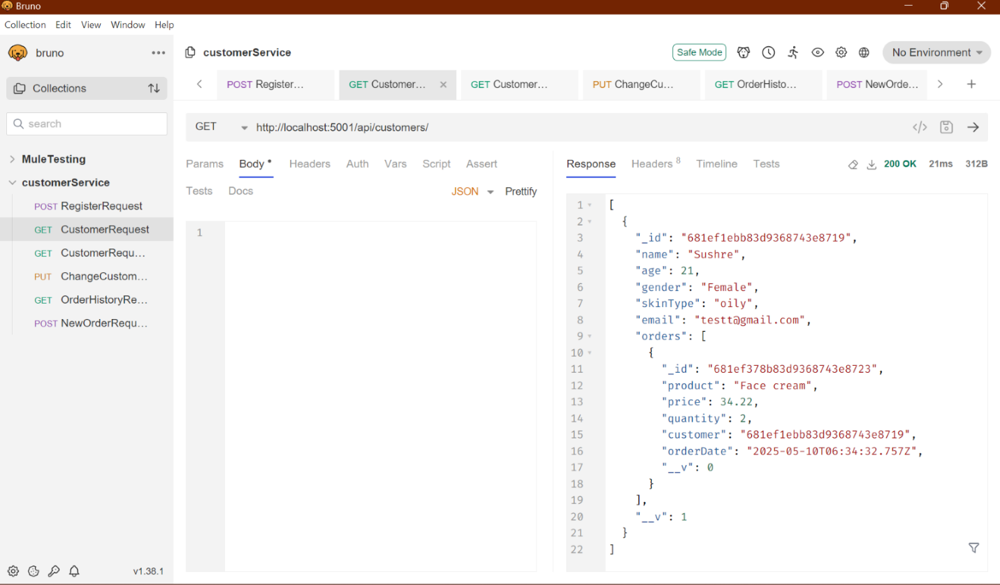 Bruno
Collection Edit View Window Help
bruno
customerService
Safe Mode
No Environment
Collections
POST Register...
GET Customer...
GET Customer...
PUT ChangeCu...
GET OrderHisto...
POST NewOrde...
search
GET
http://localhost:5001/api/customers/
MuleTesting
customerService
POST RegisterRequest
GET CustomerRequest
GET CustomerRequ...
PUT ChangeCustom...
GET OrderHistoryRe...
POST NewOrderRequ...
Params Body Headers Auth Vars Script Assert
Tests Docs
JSON
Prettify
1
Response Headers 8 Timeline Tests
200 OK 21ms 312B
1 [
2 {
3 "_id": "681ef1ebb83d9368743e8719",
4 "name": "Sushre",
5 "age": 21,
6 "gender": "Female",
7 "skinType": "oily",
8 "email": "testt@gmail.com",
9 "orders": [
10 {
11 "_id": "681ef378b83d9368743e8723",
12 "product": "Face cream",
13 "price": 34.22,
14 "quantity": 2,
15 "customer": "681ef1ebb83d9368743e8719",
16 "orderDate": "2025-05-10T06:34:32.757Z",
17 "__v": 0
18 }
19 ],
20 "__v": 1
21 }
22 ]
v1.38.1